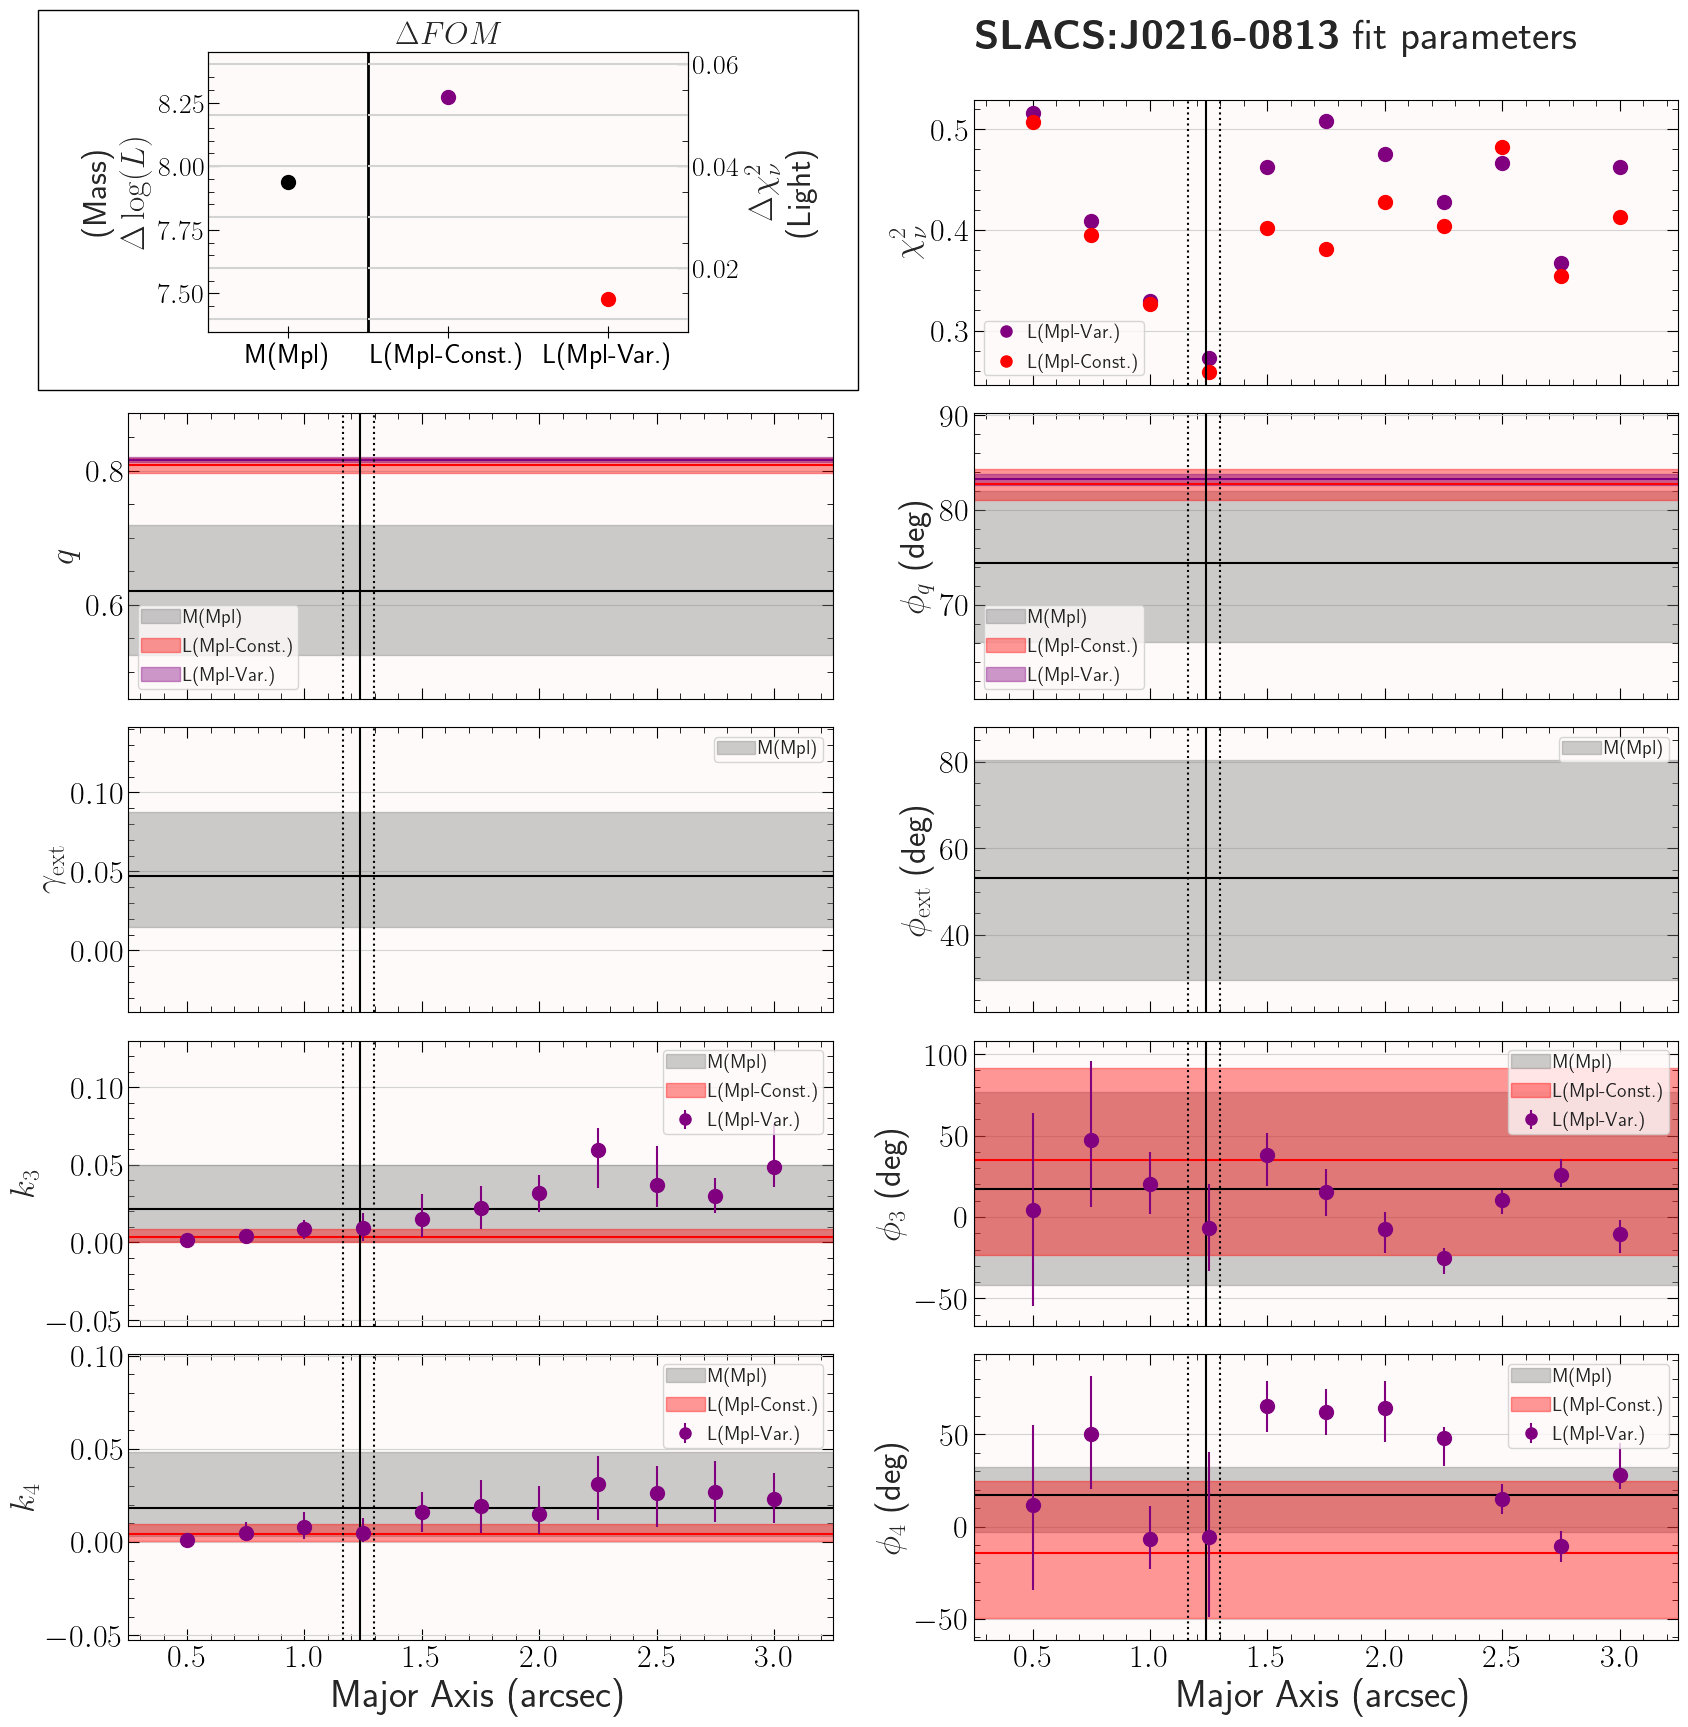 ΔFOM
SLACS:J0216-0813 fit parameters
(Mass)
Δ log(L)
8.25
8.00
7.75
7.50
0.06
0.04
0.02
Δχ²ᵥ
(Light)
M(Mpl)
L(Mpl-Const.)
L(Mpl-Var.)
χ²ᵥ
0.5
0.4
0.3
L(Mpl-Var.)
L(Mpl-Const.)
q
0.8
0.6
M(Mpl)
L(Mpl-Const.)
L(Mpl-Var.)
ϕq (deg)
90
80
70
M(Mpl)
L(Mpl-Const.)
L(Mpl-Var.)
γext
0.10
0.05
0.00
M(Mpl)
ϕext (deg)
80
60
40
M(Mpl)
k3
0.10
0.05
0.00
−0.05
M(Mpl)
L(Mpl-Const.)
L(Mpl-Var.)
ϕ3 (deg)
100
50
0
−50
M(Mpl)
L(Mpl-Const.)
L(Mpl-Var.)
k4
0.10
0.05
0.00
−0.05
M(Mpl)
L(Mpl-Const.)
L(Mpl-Var.)
0.5 1.0 1.5 2.0 2.5 3.0
Major Axis (arcsec)
ϕ4 (deg)
50
0
−50
M(Mpl)
L(Mpl-Const.)
L(Mpl-Var.)
0.5 1.0 1.5 2.0 2.5 3.0
Major Axis (arcsec)